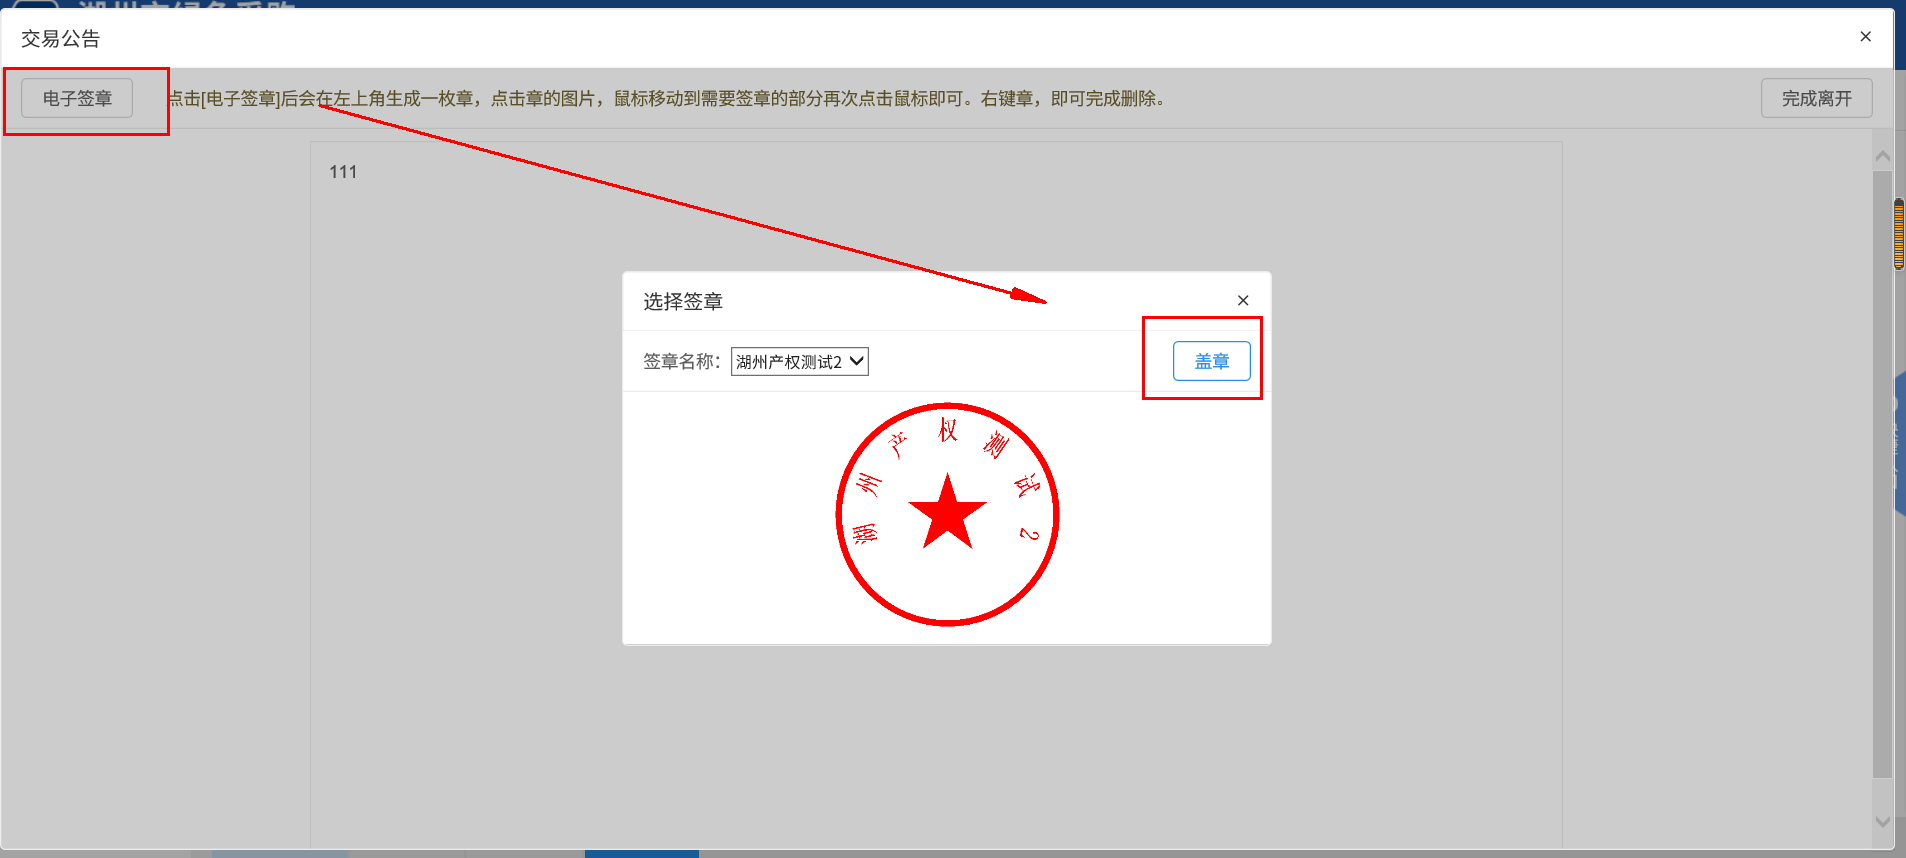 交易公告
×
电子签章
点击[电子签章]后会在左上角生成一枚章，点击章的图片，鼠标移动到需要签章的部分再次点击鼠标即可。右键章，即可完成删除。
完成离开
111
选择签章
×
签章名称：
湖州产权测试2
盖章
湖州产权测试2